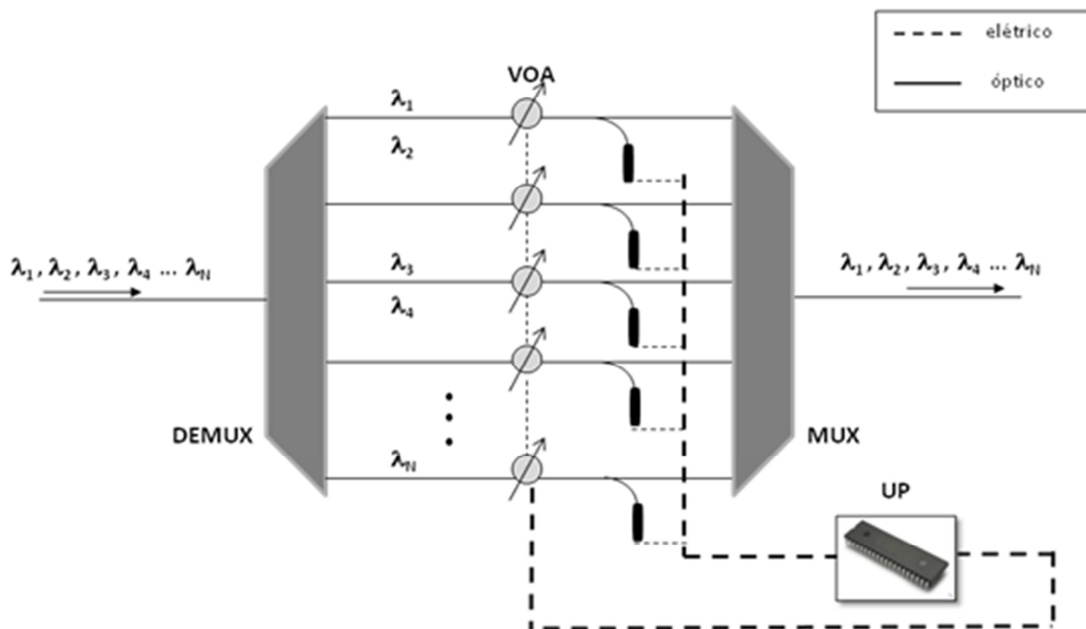 elétrico
óptico
VOA
λ1
λ2
λ3
λ1, λ2, λ3, λ4 ... λN
λ1, λ2, λ3, λ4 ... λN
λ4
DEMUX
MUX
λN
UP